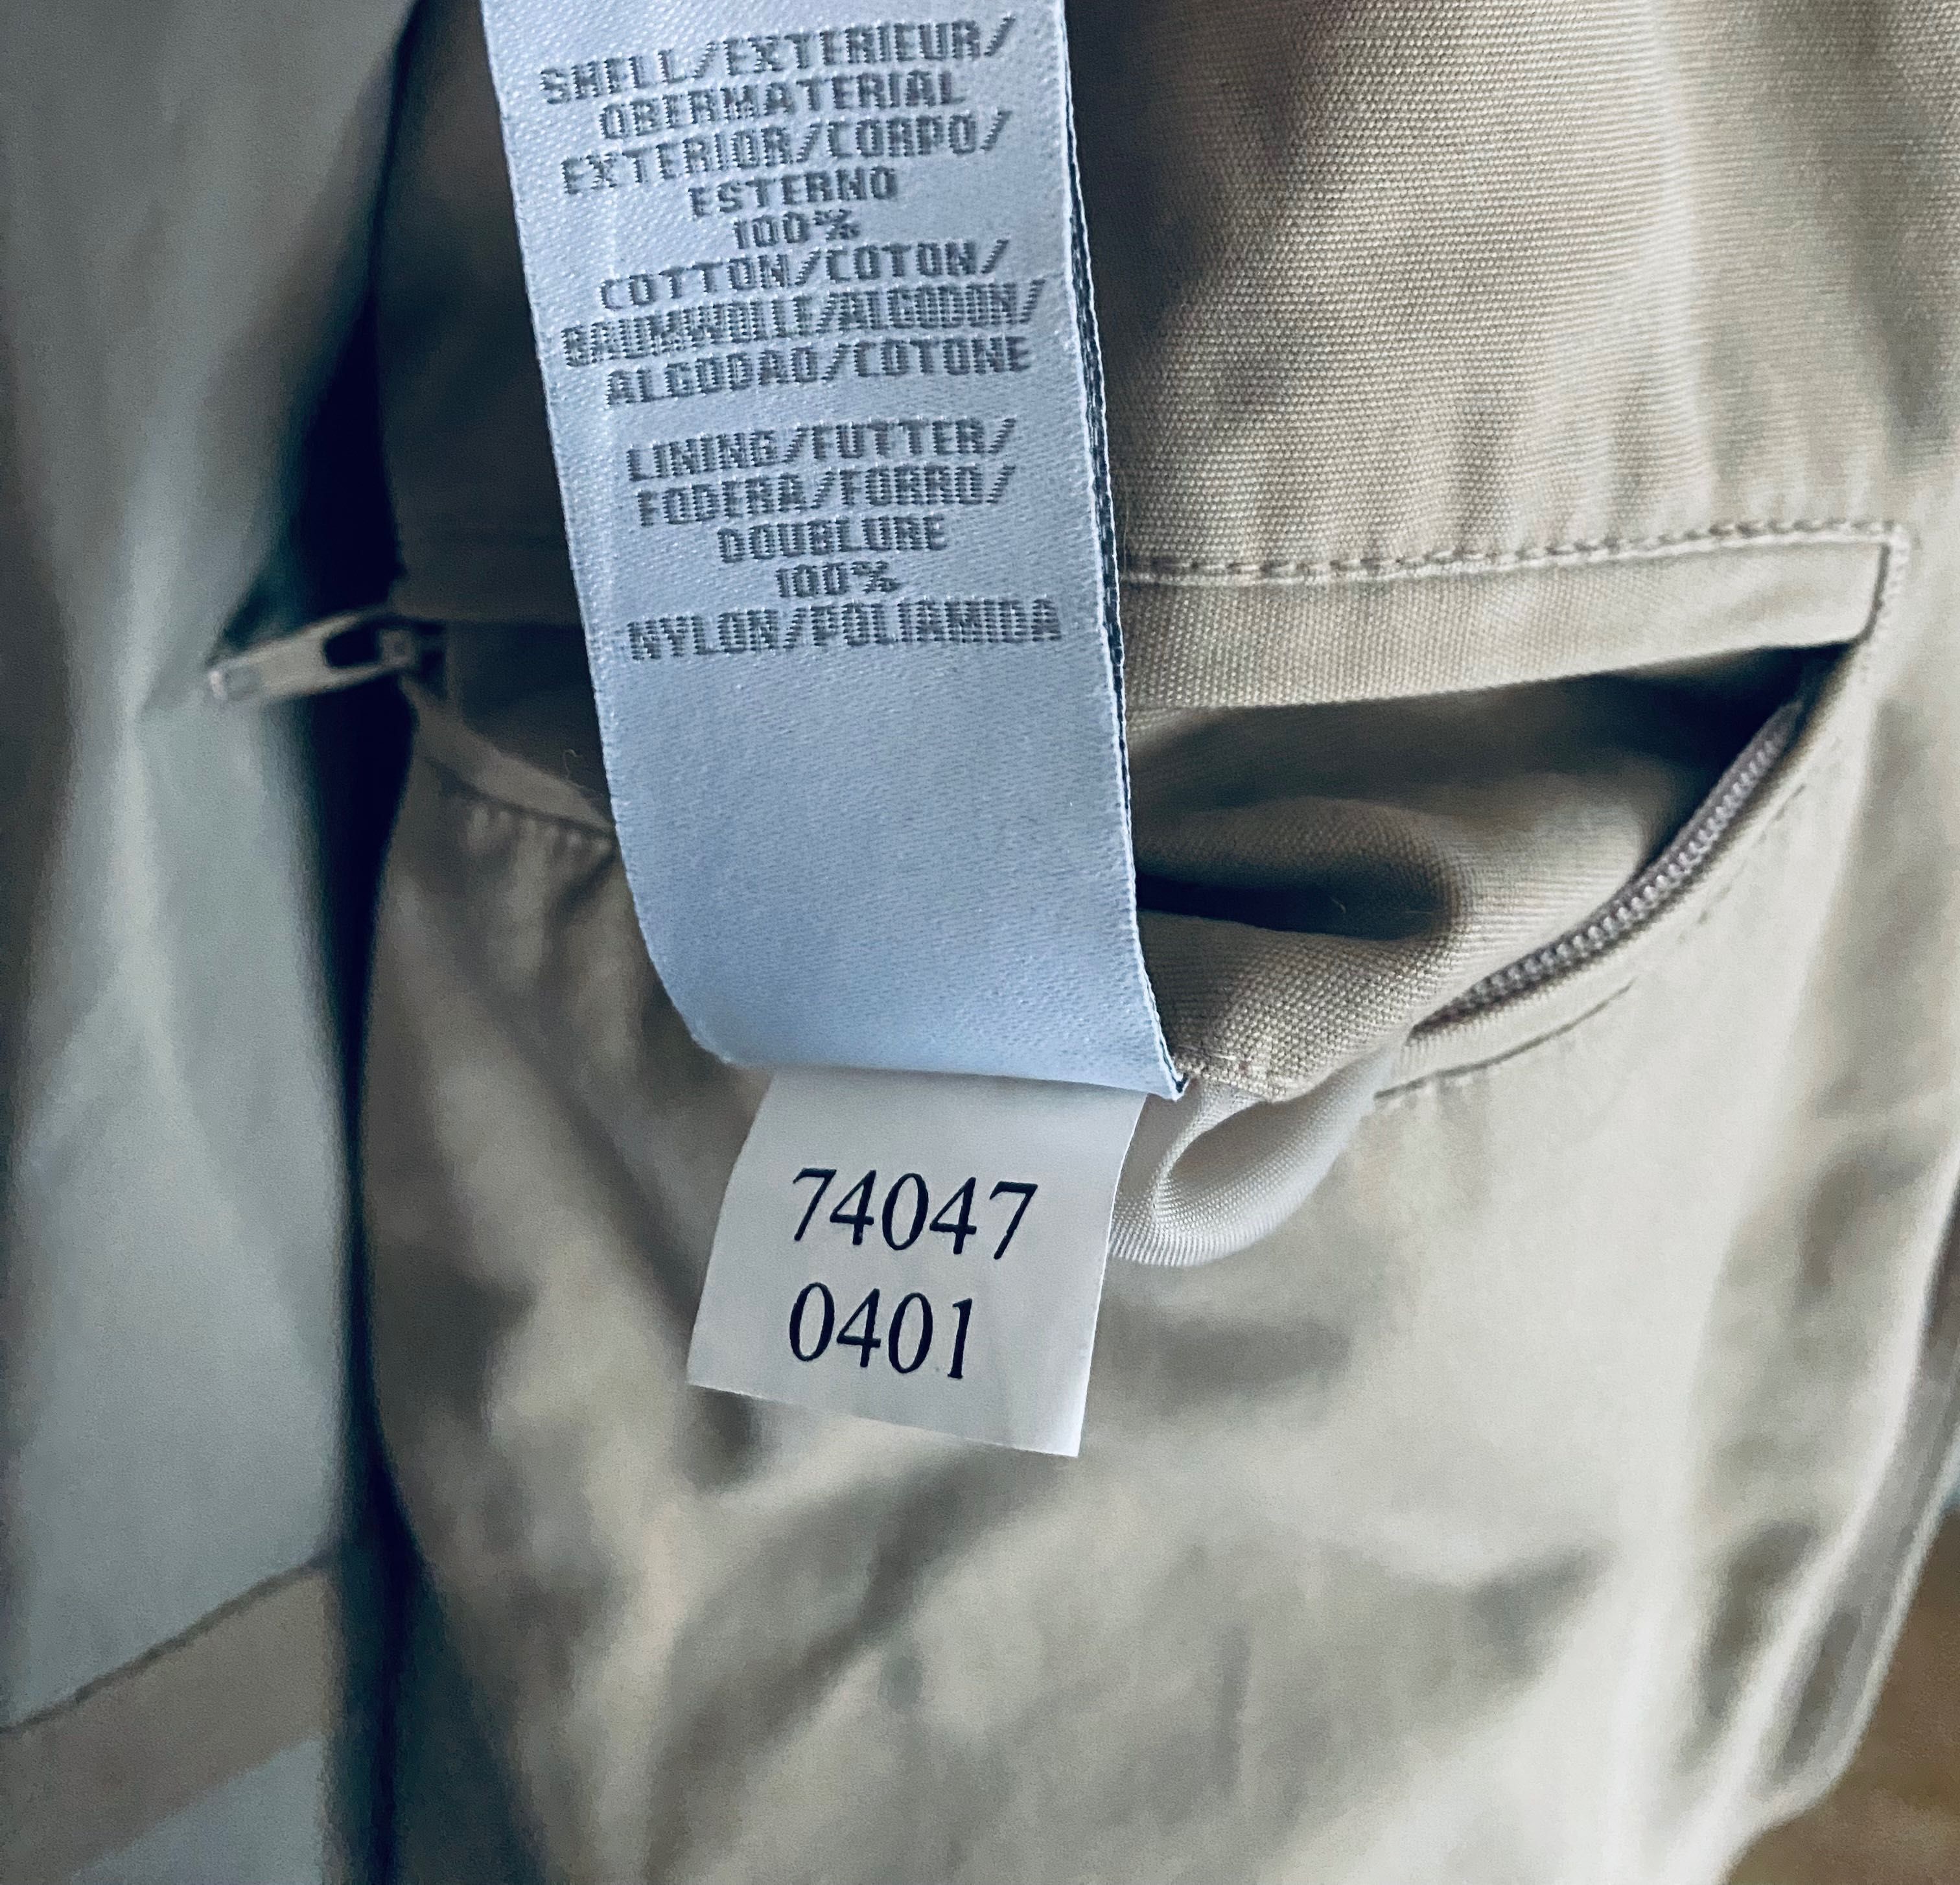 SHELL/EXTERIEUR/
OBERMATERIAL
EXTERIOR/CORPO/
ESTERNO
100%
COTTON/COTON/
BAUMWOLLE/ALGODON/
ALGODAO/COTONE
LINING/FUTTER/
FODERA/FORRO/
DOUBLURE
100%
NYLON/POLIAMIDA
74047
0401